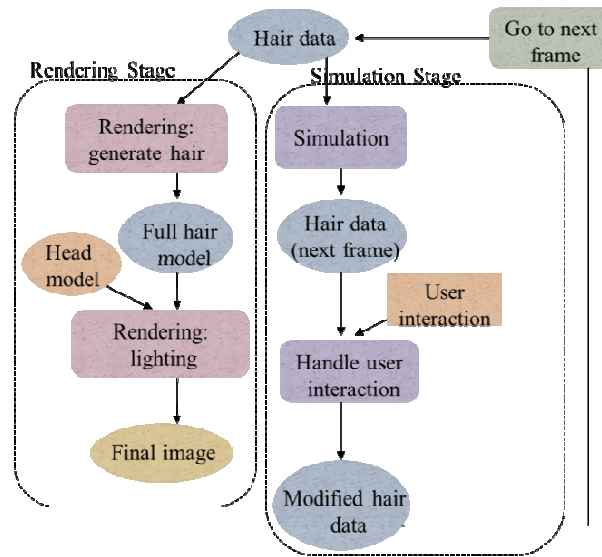 Hair data
Go to next
frame
Rendering Stage
Simulation Stage
Rendering:
generate hair
Simulation
Full hair
model
Hair data
(next frame)
Head
model
User
interaction
Rendering:
lighting
Handle user
interaction
Final image
Modified hair
data